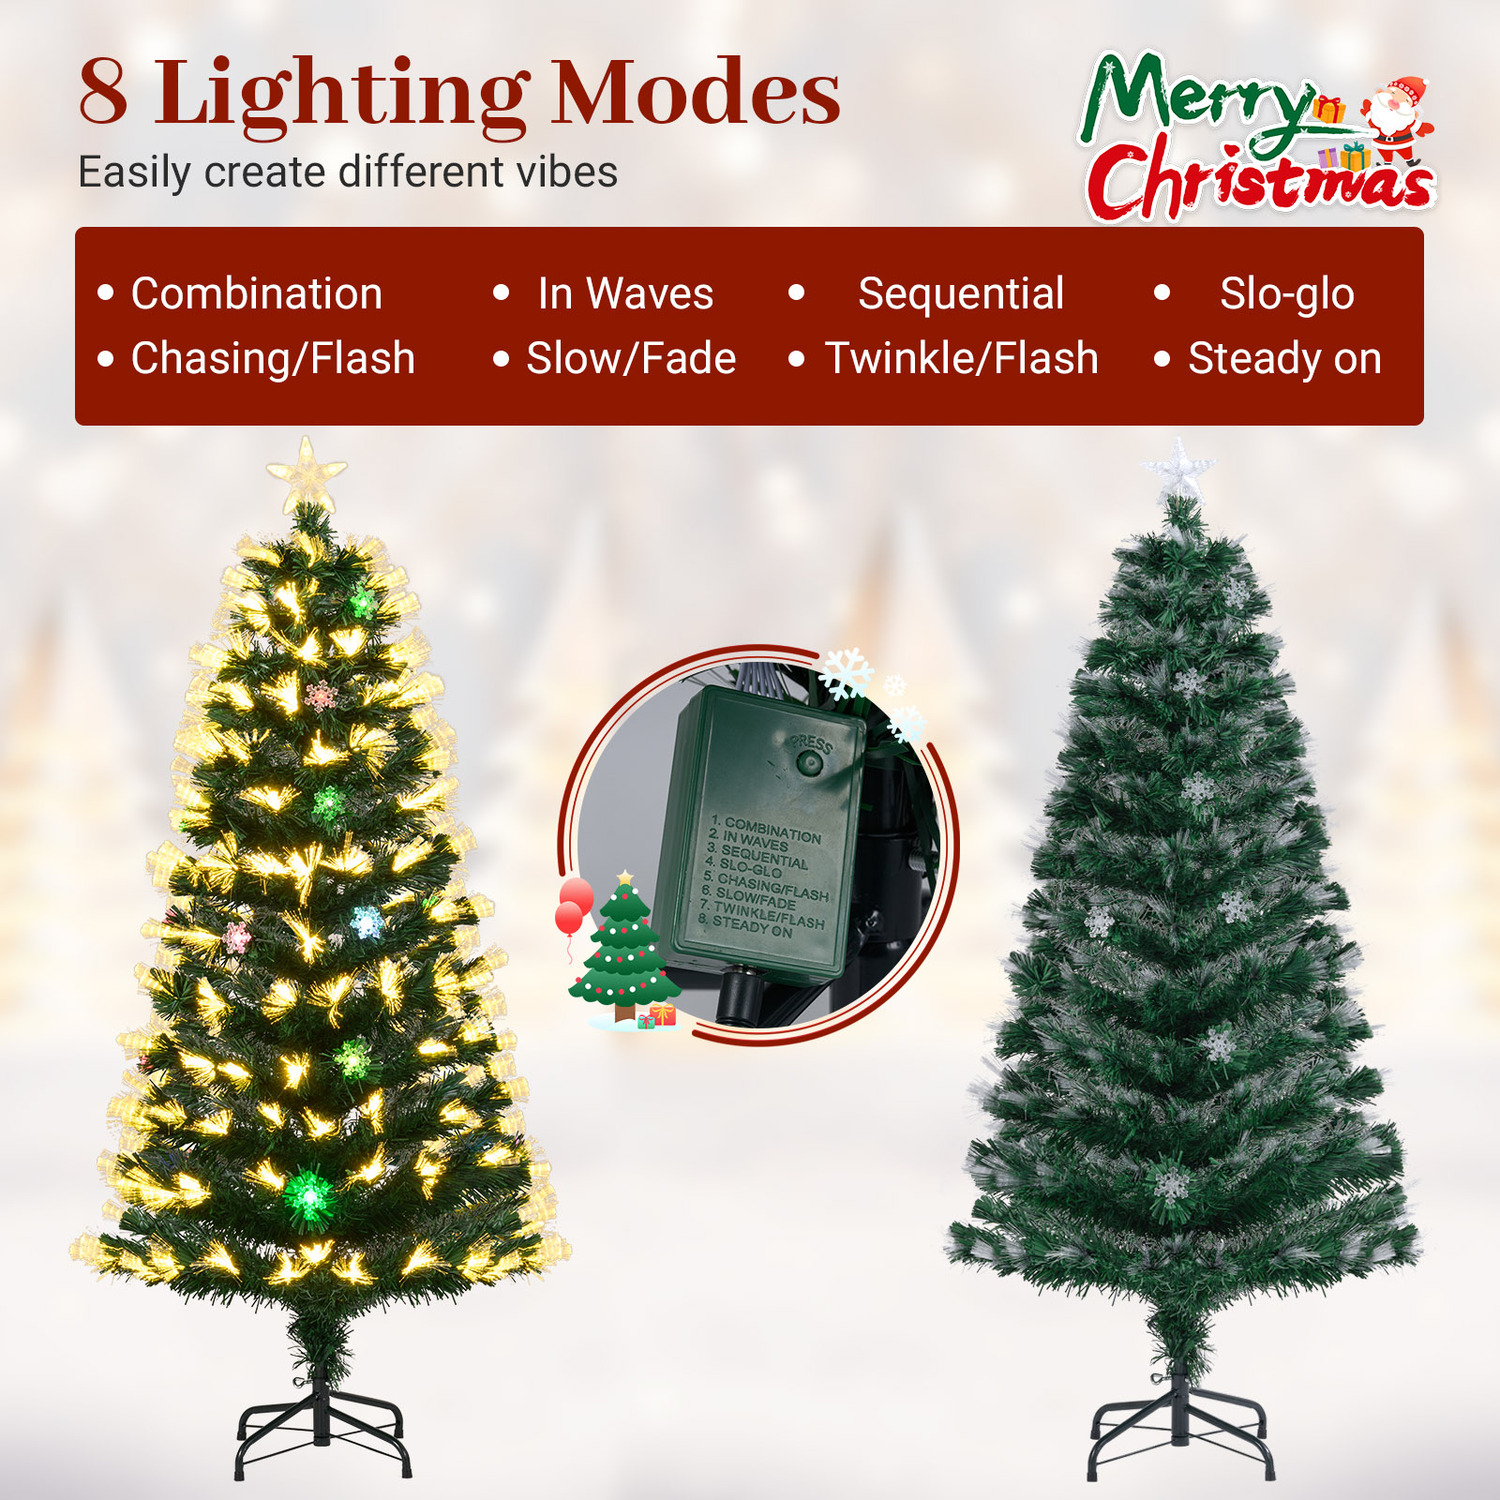 8 Lighting Modes
Easily create different vibes
Merry
Christmas
• Combination • In Waves • Sequential • Slo-glo
• Chasing/Flash • Slow/Fade • Twinkle/Flash • Steady on
PRESS
1. COMBINATION
2. IN WAVES
3. SEQUENTIAL
4. SLO-GLO
5. CHASING/FLASH
6. SLOW/FADE
7. TWINKLE/FLASH
8. STEADY ON